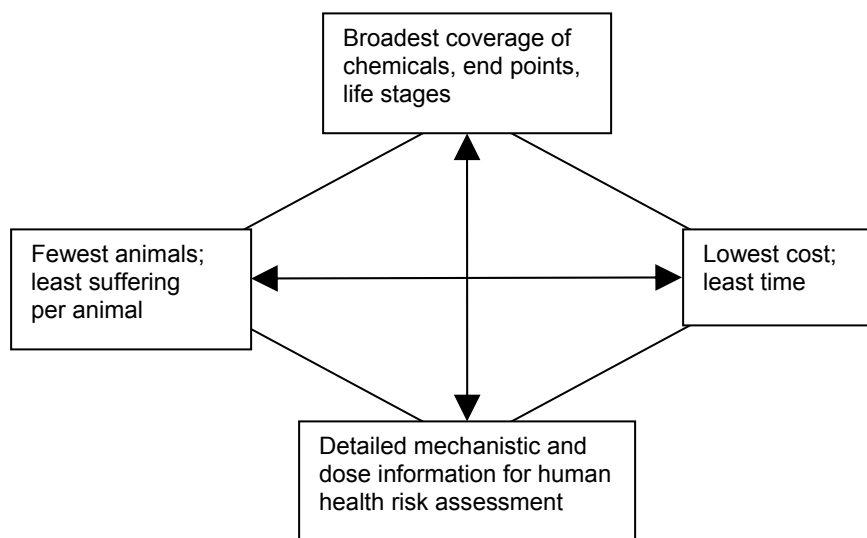 Broadest coverage of
chemicals, end points,
life stages
Fewest animals;
least suffering
per animal
Lowest cost;
least time
Detailed mechanistic and
dose information for human
health risk assessment